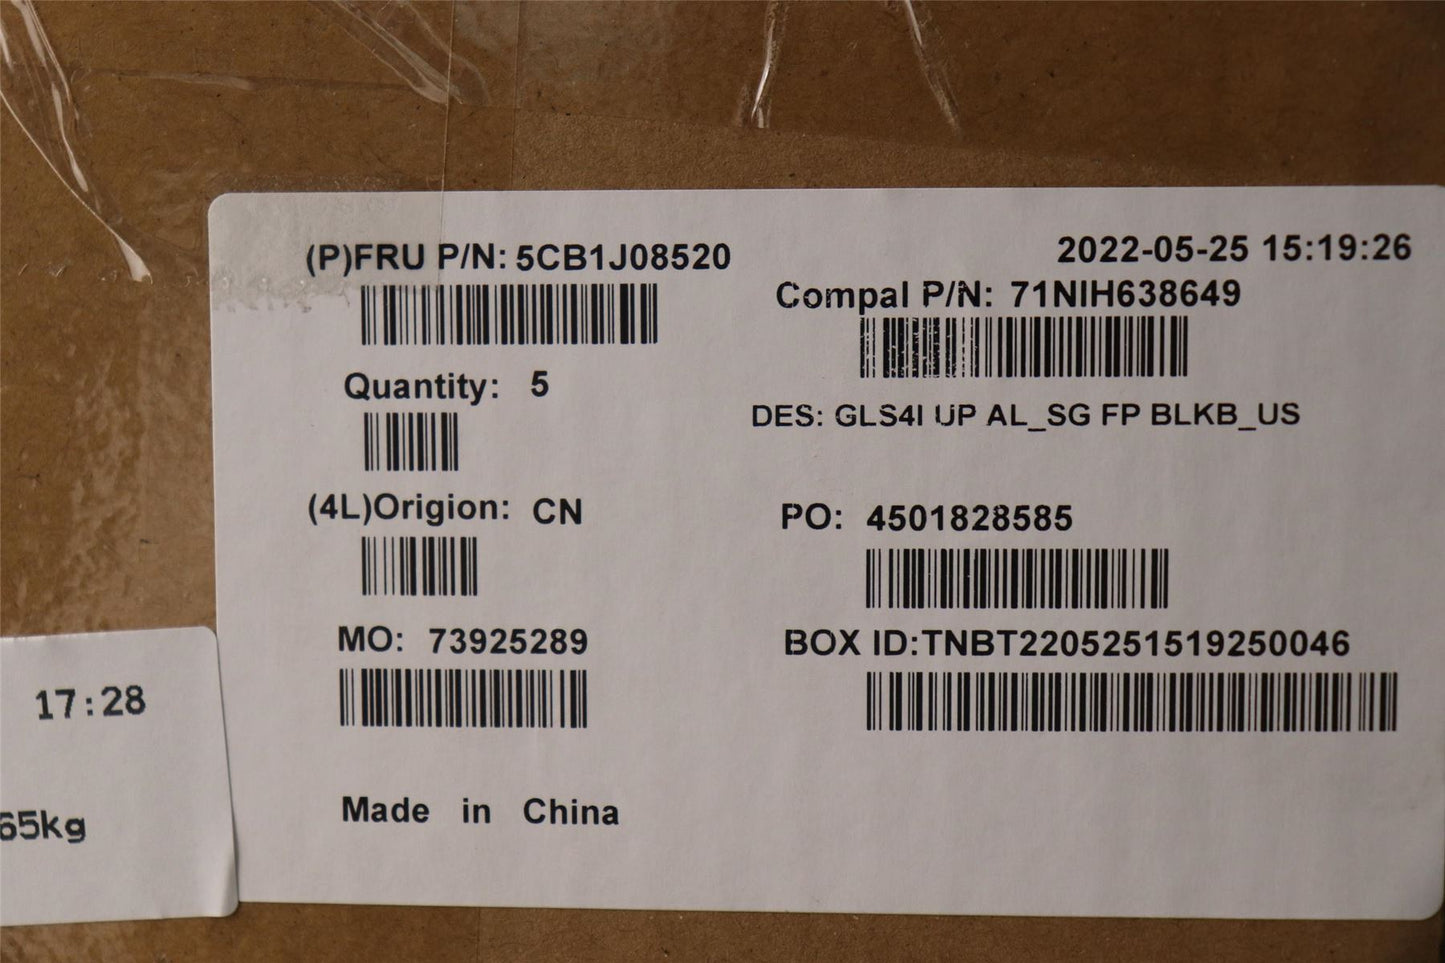 (P)FRU P/N: 5CB1J08520
2022-05-25 15:19:26
Compal P/N: 71NIH638649
Quantity: 5
DES: GLS4I UP AL_SG FP BLKB_US
(4L)Origion: CN
PO: 4501828585
MO: 73925289
BOX ID:TNBT2205251519250046
Made in China
17:28
65kg